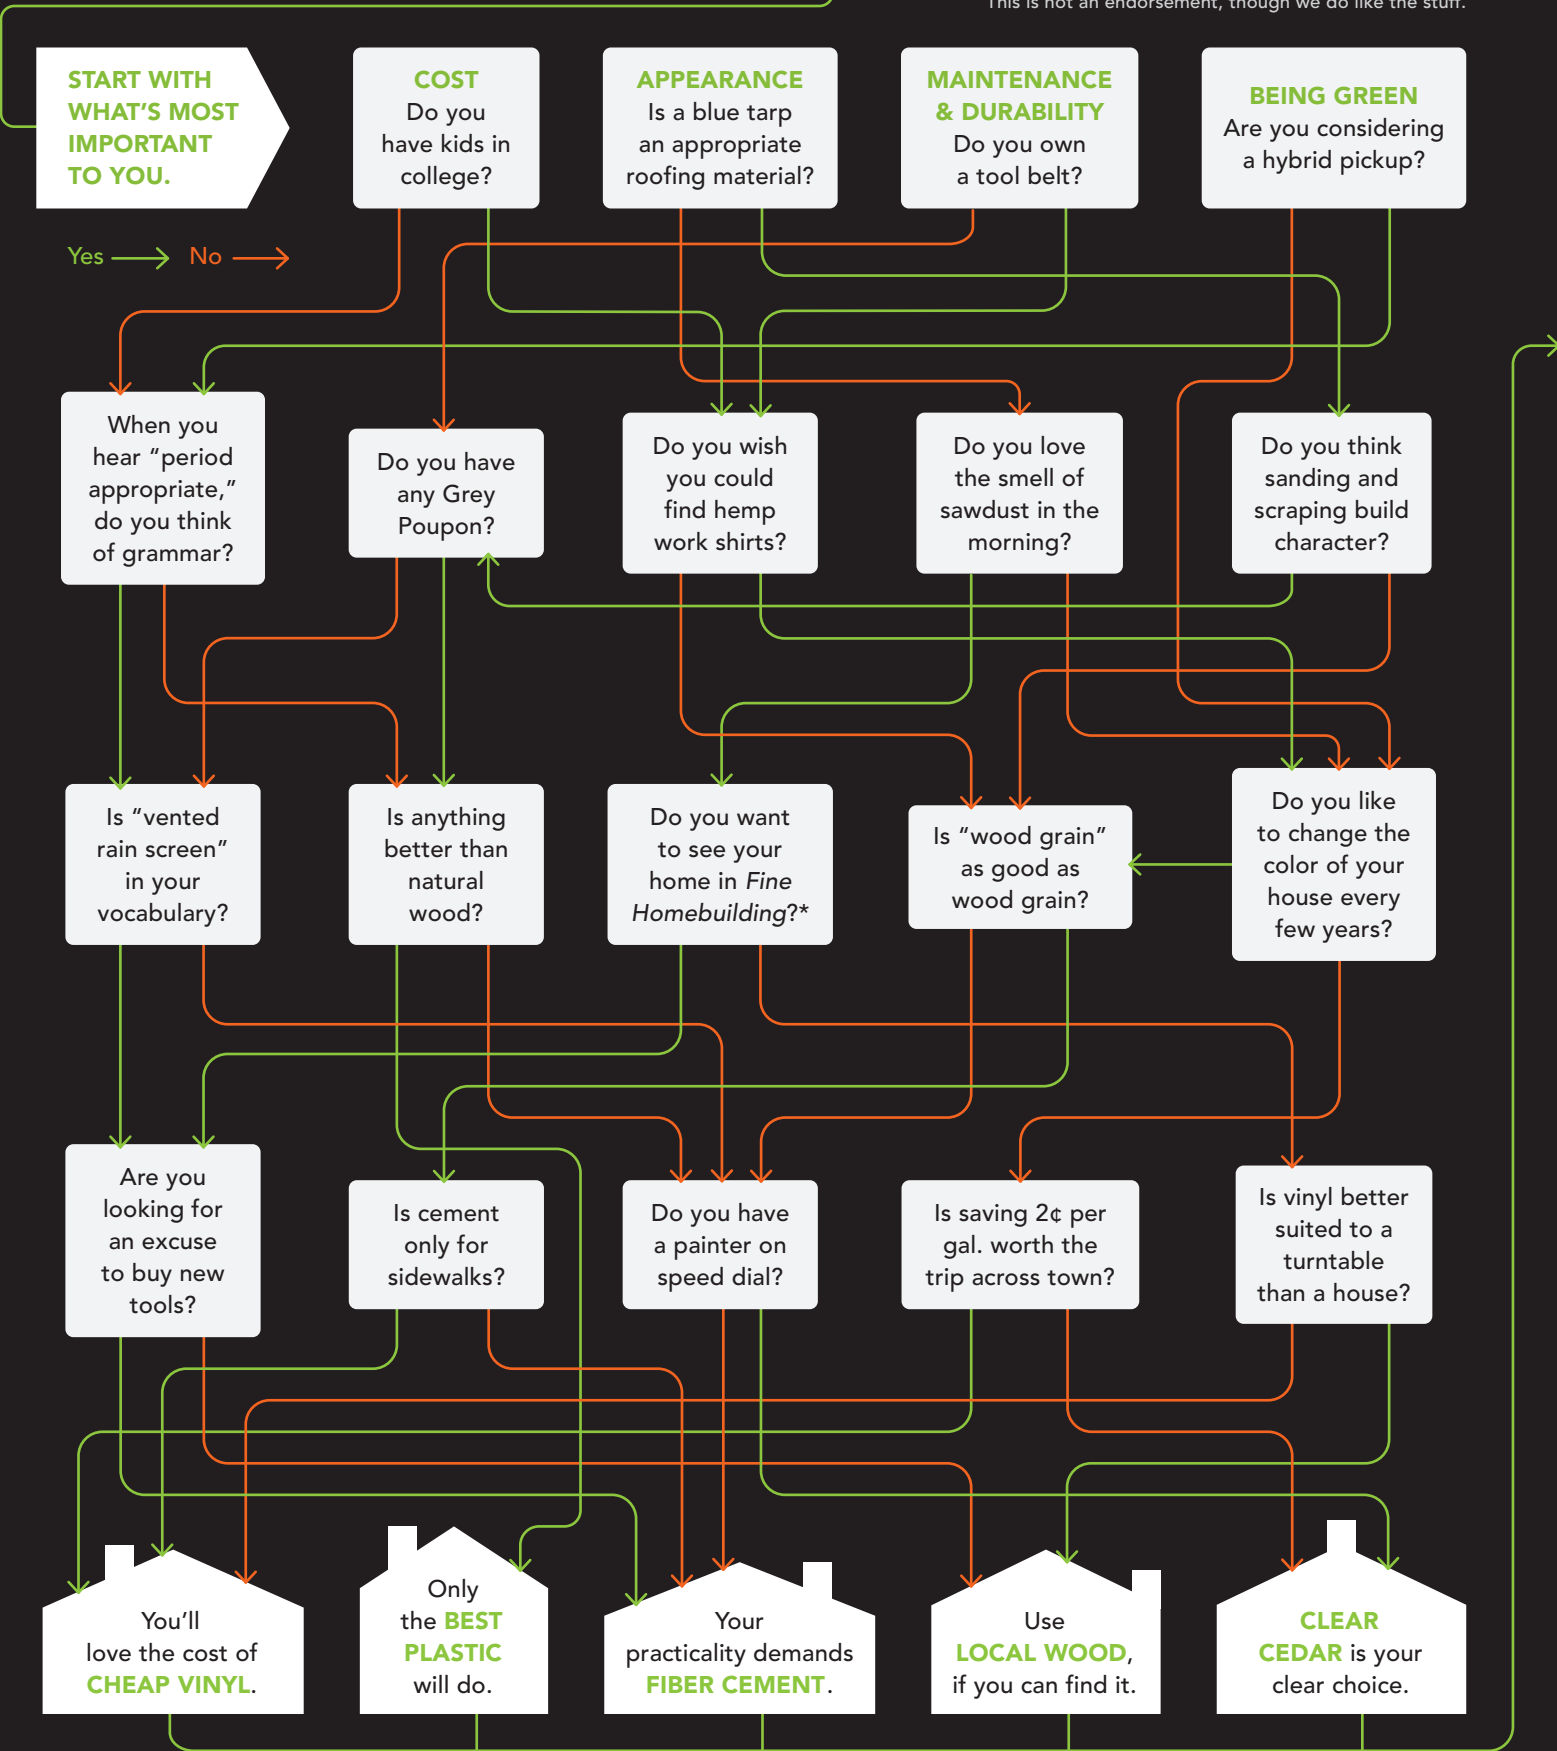 This is not an endorsement, though we do like the stuff.
START WITH
WHAT'S MOST
IMPORTANT
TO YOU.
COST
Do you
have kids in
college?
APPEARANCE
Is a blue tarp
an appropriate
roofing material?
MAINTENANCE
& DURABILITY
Do you own
a tool belt?
BEING GREEN
Are you considering
a hybrid pickup?
Yes
No
When you
hear “period
appropriate,”
do you think
of grammar?
Do you have
any Grey
Poupon?
Do you wish
you could
find hemp
work shirts?
Do you love
the smell of
sawdust in the
morning?
Do you think
sanding and
scraping build
character?
Is “vented
rain screen”
in your
vocabulary?
Is anything
better than
natural
wood?
Do you want
to see your
home in Fine
Homebuilding?*
Is “wood grain”
as good as
wood grain?
Do you like
to change the
color of your
house every
few years?
Are you
looking for
an excuse
to buy new
tools?
Is cement
only for
sidewalks?
Do you have
a painter on
speed dial?
Is saving 2¢ per
gal. worth the
trip across town?
Is vinyl better
suited to a
turntable
than a house?
You’ll
love the cost of
CHEAP VINYL.
Only
the BEST
PLASTIC
will do.
Your
practicality demands
FIBER CEMENT.
Use
LOCAL WOOD,
if you can find it.
CLEAR
CEDAR is your
clear choice.